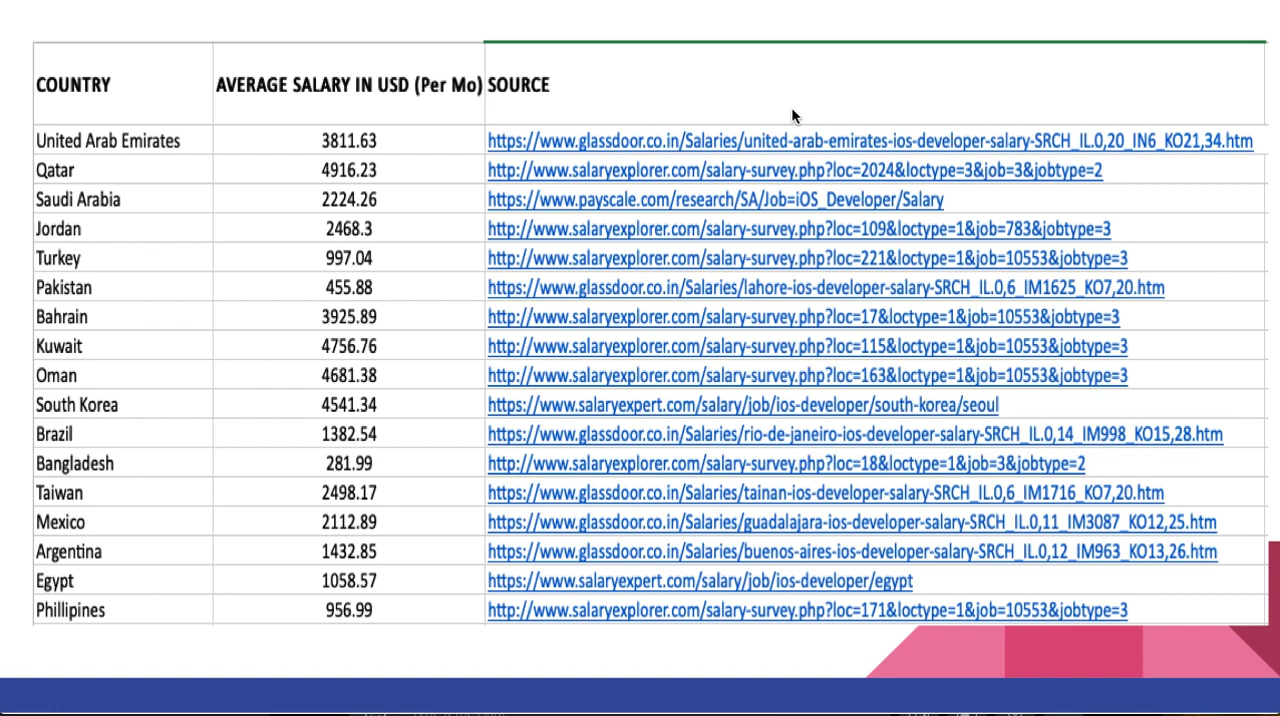 COUNTRY AVERAGE SALARY IN USD (Per Mo) SOURCE
United Arab Emirates 3811.63 https://www.glassdoor.co.in/Salaries/united-arab-emirates-ios-developer-salary-SRCH_IL.0,20_IN6_KO21,34.htm
Qatar 4916.23 http://www.salaryexplorer.com/salary-survey.php?loc=2024&loctype=3&job=3&jobtype=2
Saudi Arabia 2224.26 https://www.payscale.com/research/SA/Job=iOS_Developer/Salary
Jordan 2468.3 http://www.salaryexplorer.com/salary-survey.php?loc=109&loctype=1&job=783&jobtype=3
Turkey 997.04 http://www.salaryexplorer.com/salary-survey.php?loc=221&loctype=1&job=10553&jobtype=3
Pakistan 455.88 https://www.glassdoor.co.in/Salaries/lahore-ios-developer-salary-SRCH_IL.0,6_IM1625_KO7,20.htm
Bahrain 3925.89 http://www.salaryexplorer.com/salary-survey.php?loc=17&loctype=1&job=10553&jobtype=3
Kuwait 4756.76 http://www.salaryexplorer.com/salary-survey.php?loc=115&loctype=1&job=10553&jobtype=3
Oman 4681.38 http://www.salaryexplorer.com/salary-survey.php?loc=163&loctype=1&job=10553&jobtype=3
South Korea 4541.34 https://www.salaryexpert.com/salary/job/ios-developer/south-korea/seoul
Brazil 1382.54 https://www.glassdoor.co.in/Salaries/rio-de-janeiro-ios-developer-salary-SRCH_IL.0,14_IM998_KO15,28.htm
Bangladesh 281.99 http://www.salaryexplorer.com/salary-survey.php?loc=18&loctype=1&job=3&jobtype=2
Taiwan 2498.17 https://www.glassdoor.co.in/Salaries/tainan-ios-developer-salary-SRCH_IL.0,6_IM1716_KO7,20.htm
Mexico 2112.89 https://www.glassdoor.co.in/Salaries/guadalajara-ios-developer-salary-SRCH_IL.0,11_IM3087_KO12,25.htm
Argentina 1432.85 https://www.glassdoor.co.in/Salaries/buenos-aires-ios-developer-salary-SRCH_IL.0,12_IM963_KO13,26.htm
Egypt 1058.57 https://www.salaryexpert.com/salary/job/ios-developer/egypt
Phillipines 956.99 http://www.salaryexplorer.com/salary-survey.php?loc=171&loctype=1&job=10553&jobtype=3